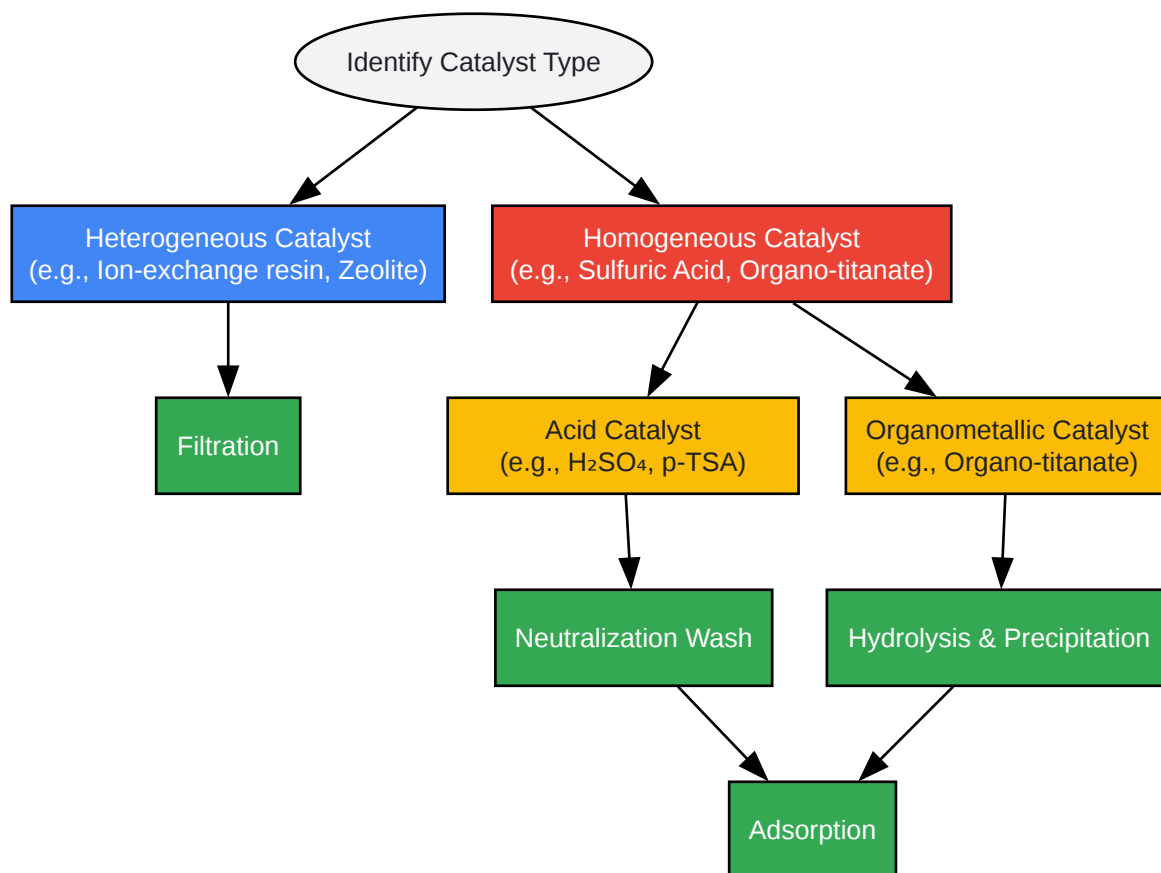 Identify Catalyst Type
Heterogeneous Catalyst
(e.g., Ion-exchange resin, Zeolite)
Homogeneous Catalyst
(e.g., Sulfuric Acid, Organo-titanate)
Filtration
Acid Catalyst
(e.g., H₂SO₄, p-TSA)
Organometallic Catalyst
(e.g., Organo-titanate)
Neutralization Wash
Hydrolysis & Precipitation
Adsorption